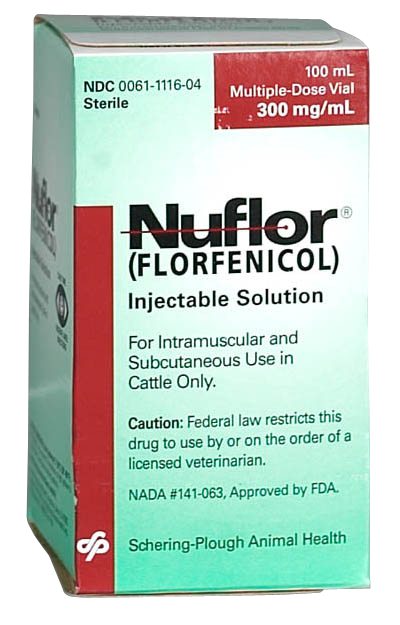 NDC 0061-1116-04
Sterile
100 mL
Multiple-Dose Vial
300 mg/mL
Nuflor®
(FLORFENICOL)
Injectable Solution
For Intramuscular and
Subcutaneous Use in
Cattle Only.
Caution: Federal law restricts this
drug to use by or on the order of a
licensed veterinarian.
NADA #141-063, Approved by FDA.
Schering-Plough Animal Health
Nuflor